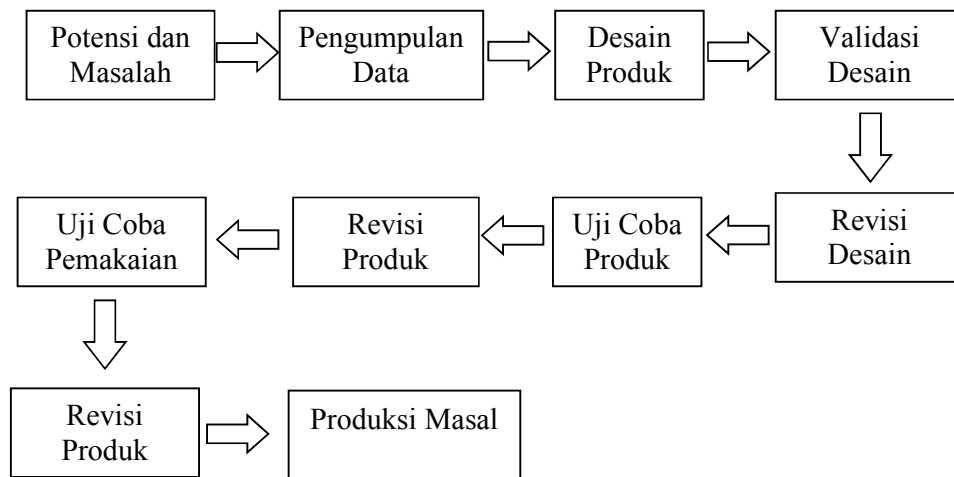 Potensi dan
Masalah
Pengumpulan
Data
Desain
Produk
Validasi
Desain
Revisi
Desain
Uji Coba
Produk
Revisi
Produk
Uji Coba
Pemakaian
Revisi
Produk
Produksi Masal